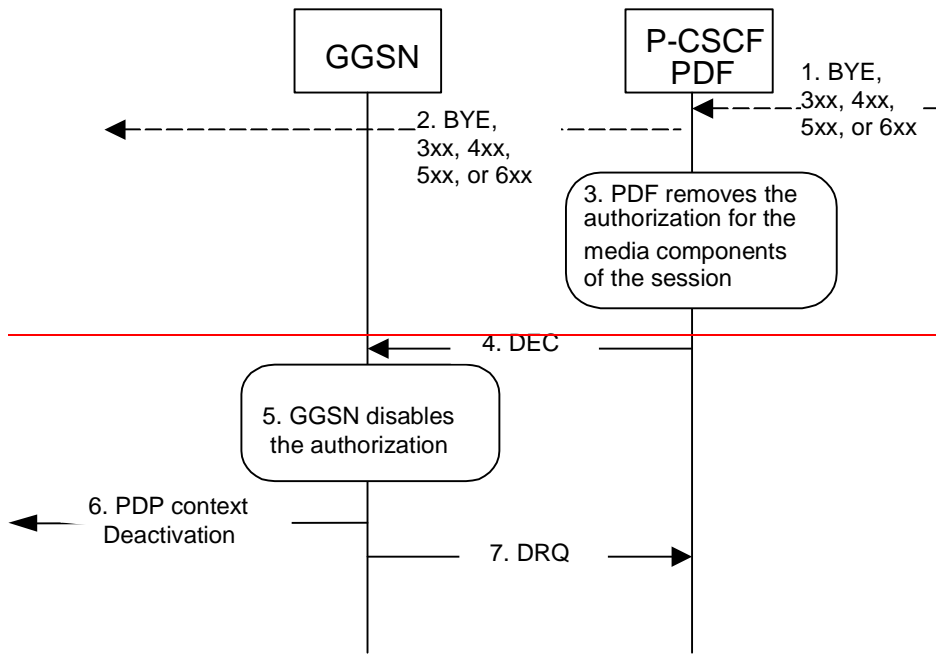 GGSN
P-CSCF
PDF
1. BYE,
3xx, 4xx,
5xx, or 6xx
2. BYE,
3xx, 4xx,
5xx, or 6xx
3. PDF removes the
authorization for the
media components
of the session
4. DEC
5. GGSN disables
the authorization
6. PDP context
Deactivation
7. DRQ